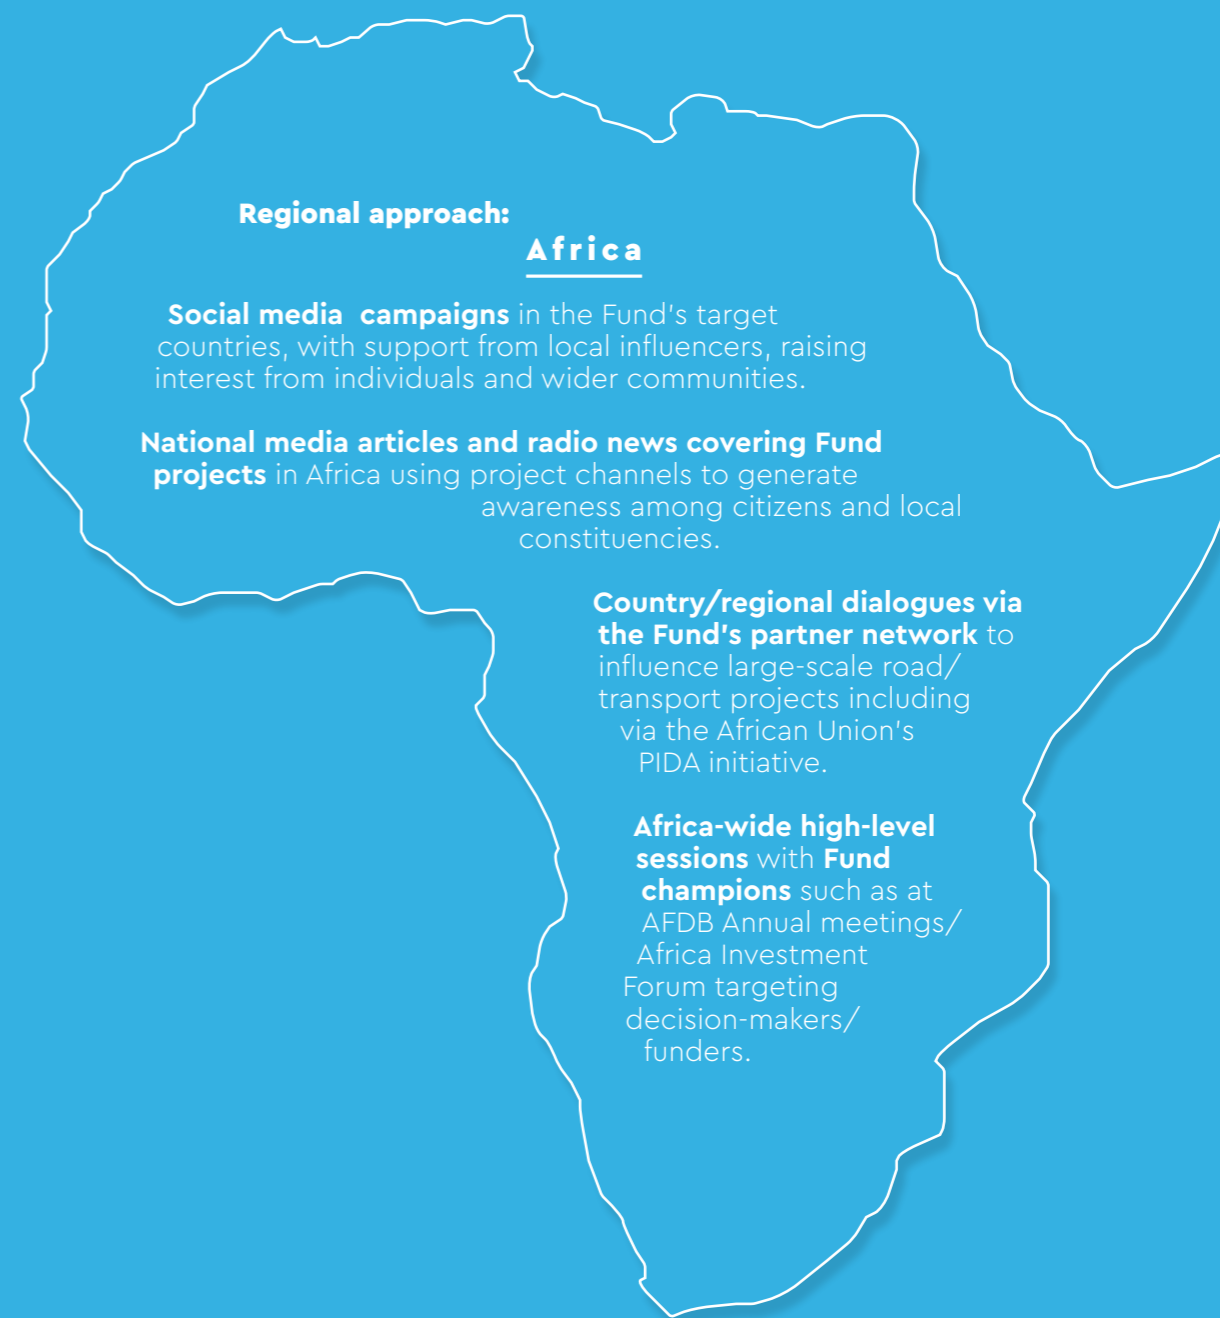 Regional approach:
Africa
Social media campaigns in the Fund's target
countries, with support from local influencers, raising
interest from individuals and wider communities.
National media articles and radio news covering Fund
projects in Africa using project channels to generate
awareness among citizens and local
constituencies.
Country/regional dialogues via
the Fund's partner network to
influence large-scale road/
transport projects including
via the African Union's
PIDA initiative.
Africa-wide high-level
sessions with Fund
champions such as at
AFDB Annual meetings/
Africa Investment
Forum targeting
decision-makers/
funders.